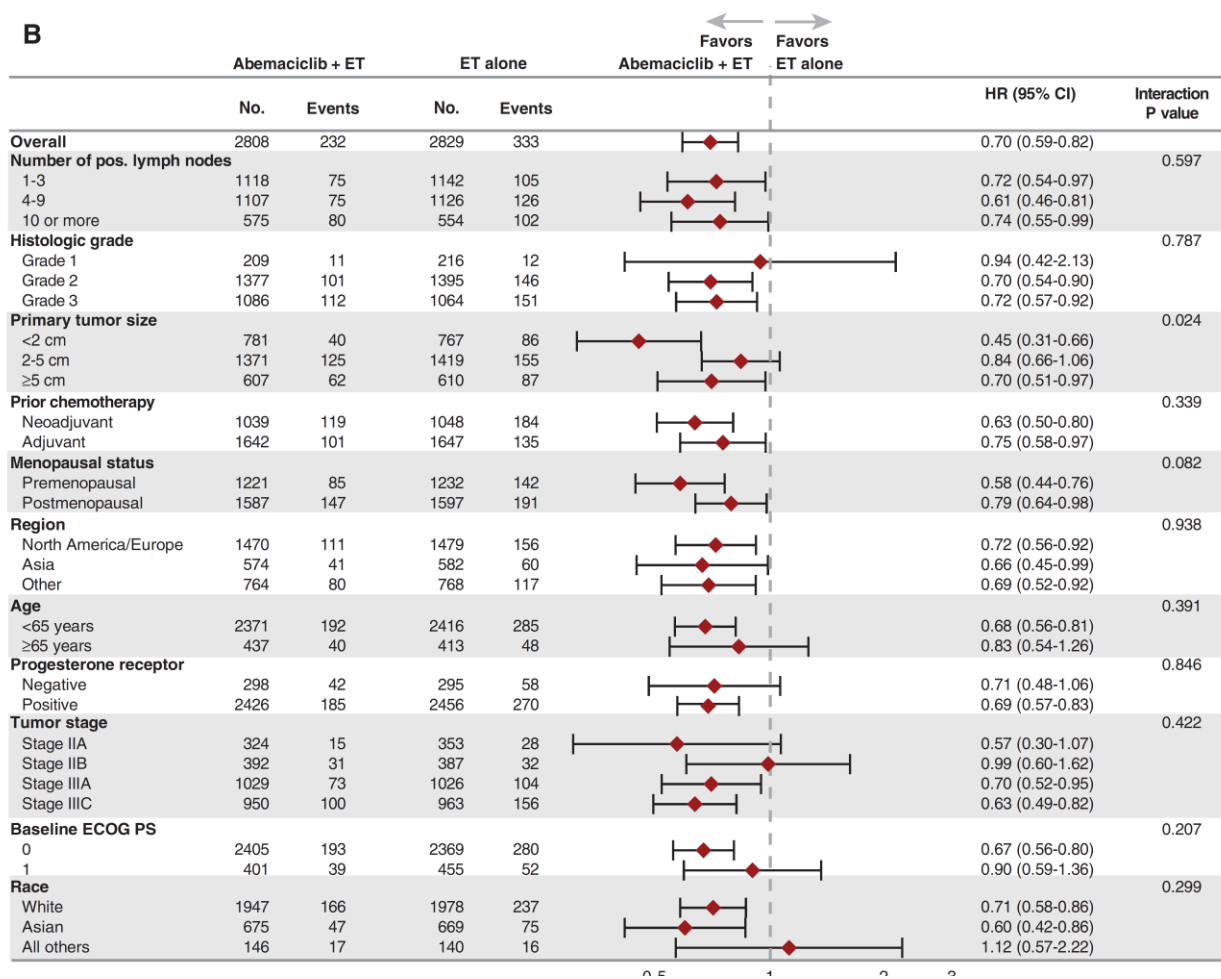 B
Favors Favors
Abemaciclib + ET ET alone Abemaciclib + ET ET alone
HR (95% CI) Interaction
No. Events No. Events P value
Overall 2808 232 2829 333 0.70 (0.59-0.82)
Number of pos. lymph nodes 0.597
1-3 1118 75 1142 105 0.72 (0.54-0.97)
4-9 1107 75 1126 126 0.61 (0.46-0.81)
10 or more 575 80 554 102 0.74 (0.55-0.99)
Histologic grade 0.787
Grade 1 209 11 216 12 0.94 (0.42-2.13)
Grade 2 1377 101 1395 146 0.70 (0.54-0.90)
Grade 3 1086 112 1064 151 0.72 (0.57-0.92)
Primary tumor size 0.024
<2 cm 781 40 767 86 0.45 (0.31-0.66)
2-5 cm 1371 125 1419 155 0.84 (0.66-1.06)
≥5 cm 607 62 610 87 0.70 (0.51-0.97)
Prior chemotherapy 0.339
Neoadjuvant 1039 119 1048 184 0.63 (0.50-0.80)
Adjuvant 1642 101 1647 135 0.75 (0.58-0.97)
Menopausal status 0.082
Premenopausal 1221 85 1232 142 0.58 (0.44-0.76)
Postmenopausal 1587 147 1597 191 0.79 (0.64-0.98)
Region 0.938
North America/Europe 1470 111 1479 156 0.72 (0.56-0.92)
Asia 574 41 582 60 0.66 (0.45-0.99)
Other 764 80 768 117 0.69 (0.52-0.92)
Age 0.391
<65 years 2371 192 2416 285 0.68 (0.56-0.81)
≥65 years 437 40 413 48 0.83 (0.54-1.26)
Progesterone receptor 0.846
Negative 298 42 295 58 0.71 (0.48-1.06)
Positive 2426 185 2456 270 0.69 (0.57-0.83)
Tumor stage 0.422
Stage IIA 324 15 353 28 0.57 (0.30-1.07)
Stage IIB 392 31 387 32 0.99 (0.60-1.62)
Stage IIIA 1029 73 1026 104 0.70 (0.52-0.95)
Stage IIIC 950 100 963 156 0.63 (0.49-0.82)
Baseline ECOG PS 0.207
0 2405 193 2369 280 0.67 (0.56-0.80)
1 401 39 455 52 0.90 (0.59-1.36)
Race 0.299
White 1947 166 1978 237 0.71 (0.58-0.86)
Asian 675 47 669 75 0.60 (0.42-0.86)
All others 146 17 140 16 1.12 (0.57-2.22)
0.5 1 2 3